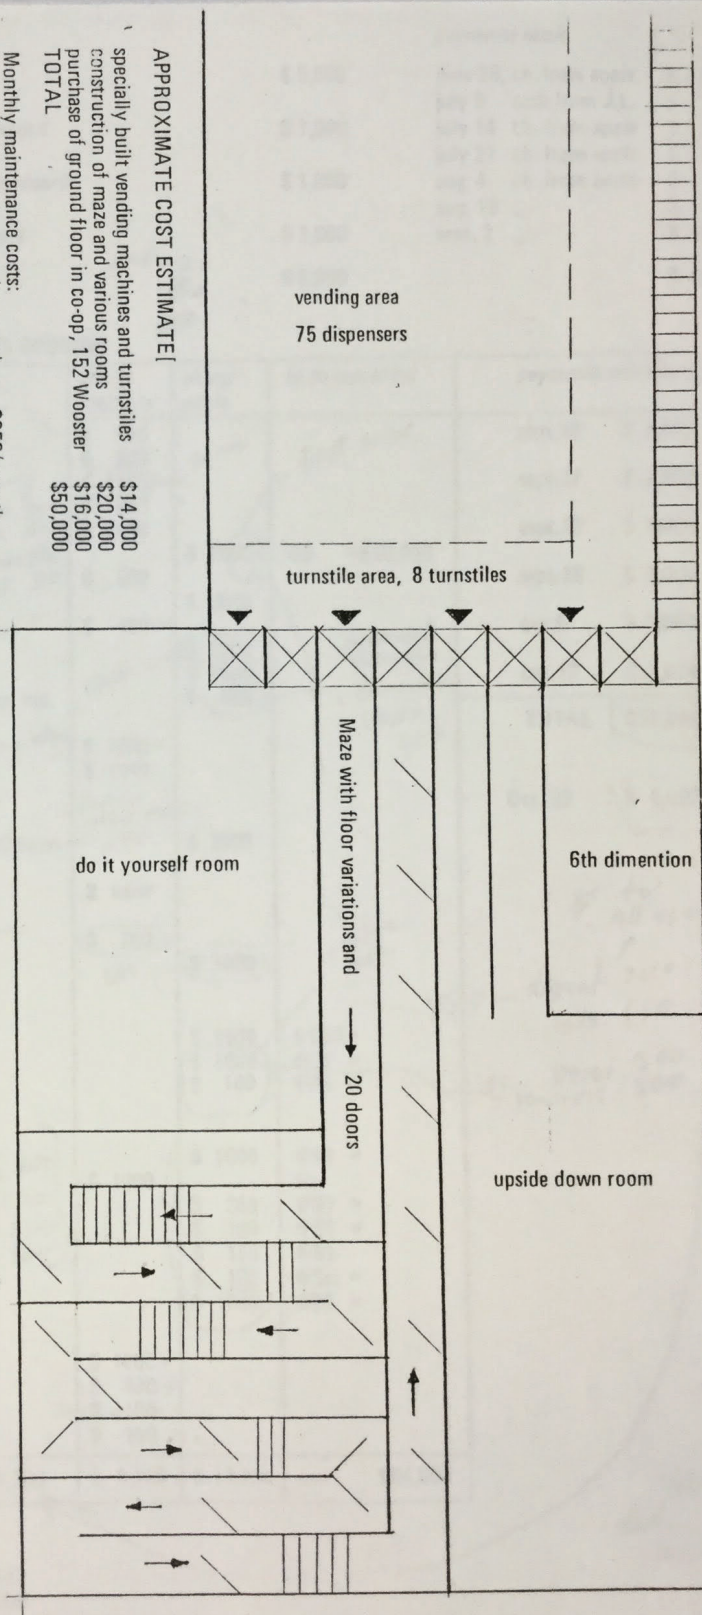 APPROXIMATE COST ESTIMATE[
specially built vending machines and turnstiles $14,000
construction of maze and various rooms $20,000
purchase of ground floor in co-op, 152 Wooster $16,000
TOTAL $50,000
Monthly maintenance costs:
vending area
75 dispensers
turnstile area, 8 turnstiles
Maze with floor variations and → 20 doors
do it yourself room
6th dimention
upside down room